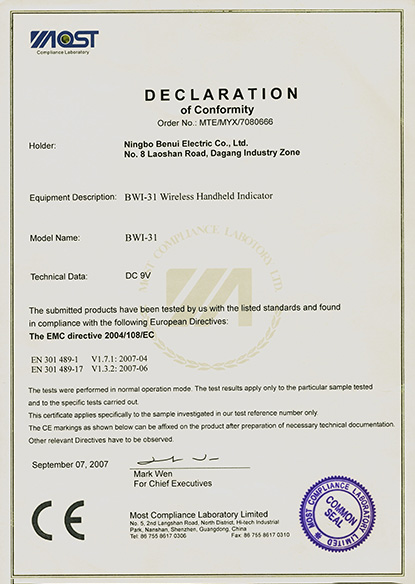 MOST
Compliance Laboratory
DECLARATION
of Conformity
Order No.: MTE/MYX/7080666
Holder: Ningbo Benui Electric Co., Ltd.
No. 8 Laoshan Road, Dagang Industry Zone
Equipment Description: BWI-31 Wireless Handheld Indicator
Model Name: BWI-31
MOST COMPLIANCE LABORATORY LTD
Technical Data: DC 9V
The submitted products have been tested by us with the listed standards and found
in compliance with the following European Directives:
The EMC directive 2004/108/EC
EN 301 489-1 V1.7.1: 2007-04
EN 301 489-17 V1.3.2: 2007-06
The tests were performed in normal operation mode. The test results apply only to the particular sample tested
and to the specific tests carried out.
This certificate applies specifically to the sample investigated in our test reference number only.
The CE markings as shown below can be affixed on the product after preparation of necessary technical documentation.
Other relevant Directives have to be observed.
September 07, 2007
Mark Wen
For Chief Executives
CE
Most Compliance Laboratory Limited
No. 5, 2nd Langshan Road, North District, Hi-tech Industrial
Park, Nanshan, Shenzhen, Guangdong, China
Tel: 86 755 8617 0306 Fax: 86 755 8617 0310
MOST COMPLIANCE LABORATORY LIMITED
COMMON
SEAL